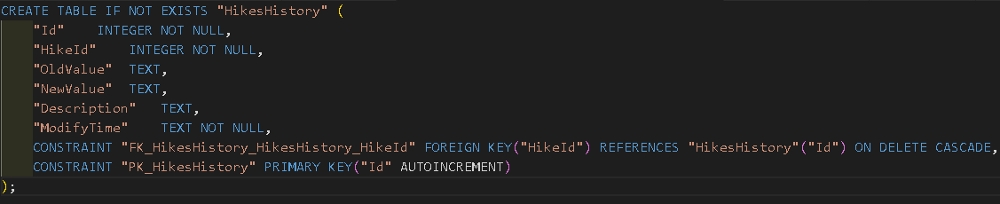 CREATE TABLE IF NOT EXISTS "HikesHistory" (
"Id" INTEGER NOT NULL,
"HikeId" INTEGER NOT NULL,
"OldValue" TEXT,
"NewValue" TEXT,
"Description" TEXT,
"ModifyTime" TEXT NOT NULL,
CONSTRAINT "FK_HikesHistory_HikesHistory_HikeId" FOREIGN KEY("HikeId") REFERENCES "HikesHistory"("Id") ON DELETE CASCADE,
CONSTRAINT "PK_HikesHistory" PRIMARY KEY("Id" AUTOINCREMENT)
);